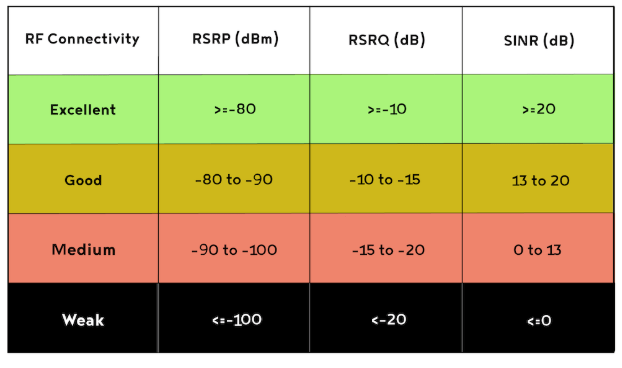 RF Connectivity RSRP (dBm) RSRQ (dB) SINR (dB)
Excellent >=-80 >=-10 >=20
Good -80 to -90 -10 to -15 13 to 20
Medium -90 to -100 -15 to -20 0 to 13
Weak <=-100 <-20 <=0